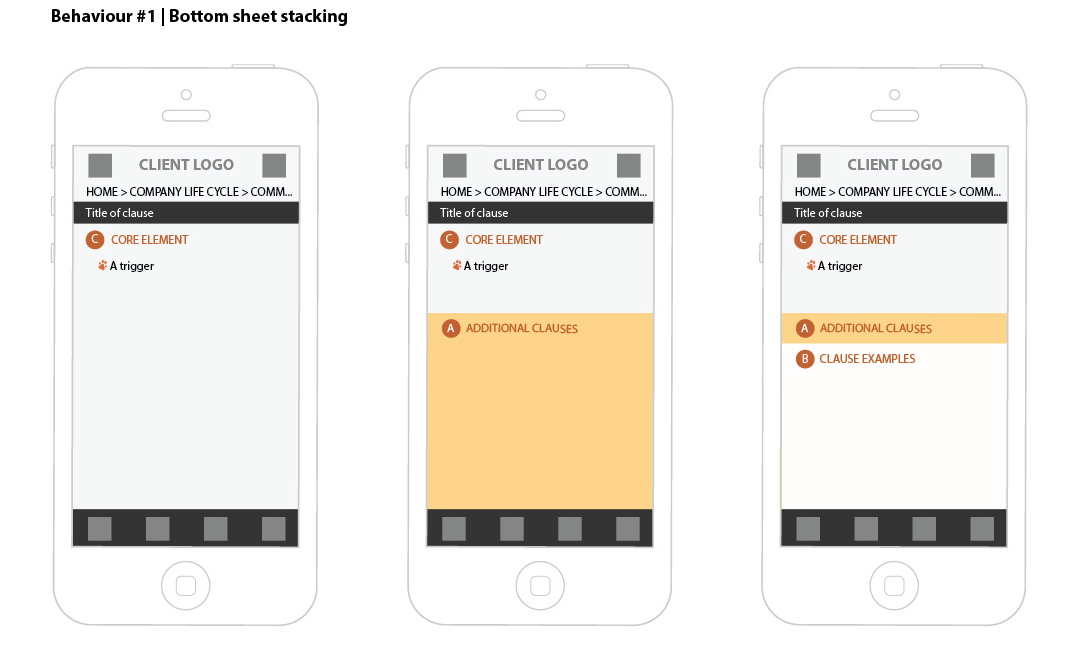 Behaviour #1 | Bottom sheet stacking
CLIENT LOGO
HOME > COMPANY LIFE CYCLE > COMM...
Title of clause
C CORE ELEMENT
A trigger
CLIENT LOGO
HOME > COMPANY LIFE CYCLE > COMM...
Title of clause
C CORE ELEMENT
A trigger
A ADDITIONAL CLAUSES
CLIENT LOGO
HOME > COMPANY LIFE CYCLE > COMM...
Title of clause
C CORE ELEMENT
A trigger
A ADDITIONAL CLAUSES
B CLAUSE EXAMPLES